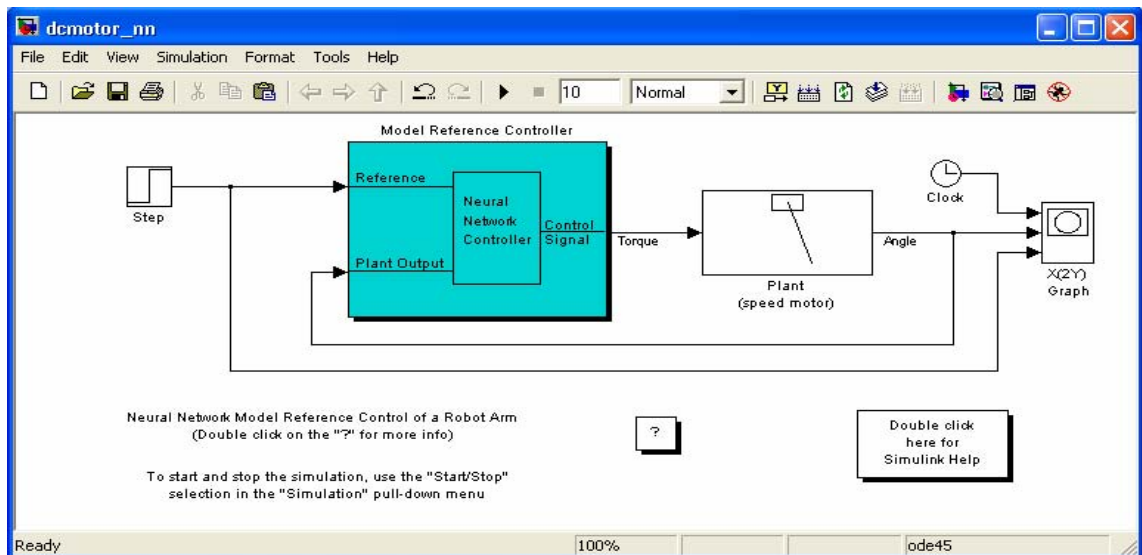 dcmotor_nn
File Edit View Simulation Format Tools Help
10 Normal
Model Reference Controller
Reference
Neural
Network
Controller
Control
Signal
Plant Output
Step
Torque
Plant
(speed motor)
Angle
Clock
X(2Y)
Graph
Neural Network Model Reference Control of a Robot Arm
(Double click on the "?" for more info)
?
Double click
here for
Simulink Help
To start and stop the simulation, use the "Start/Stop"
selection in the "Simulation" pull-down menu
Ready 100% ode45